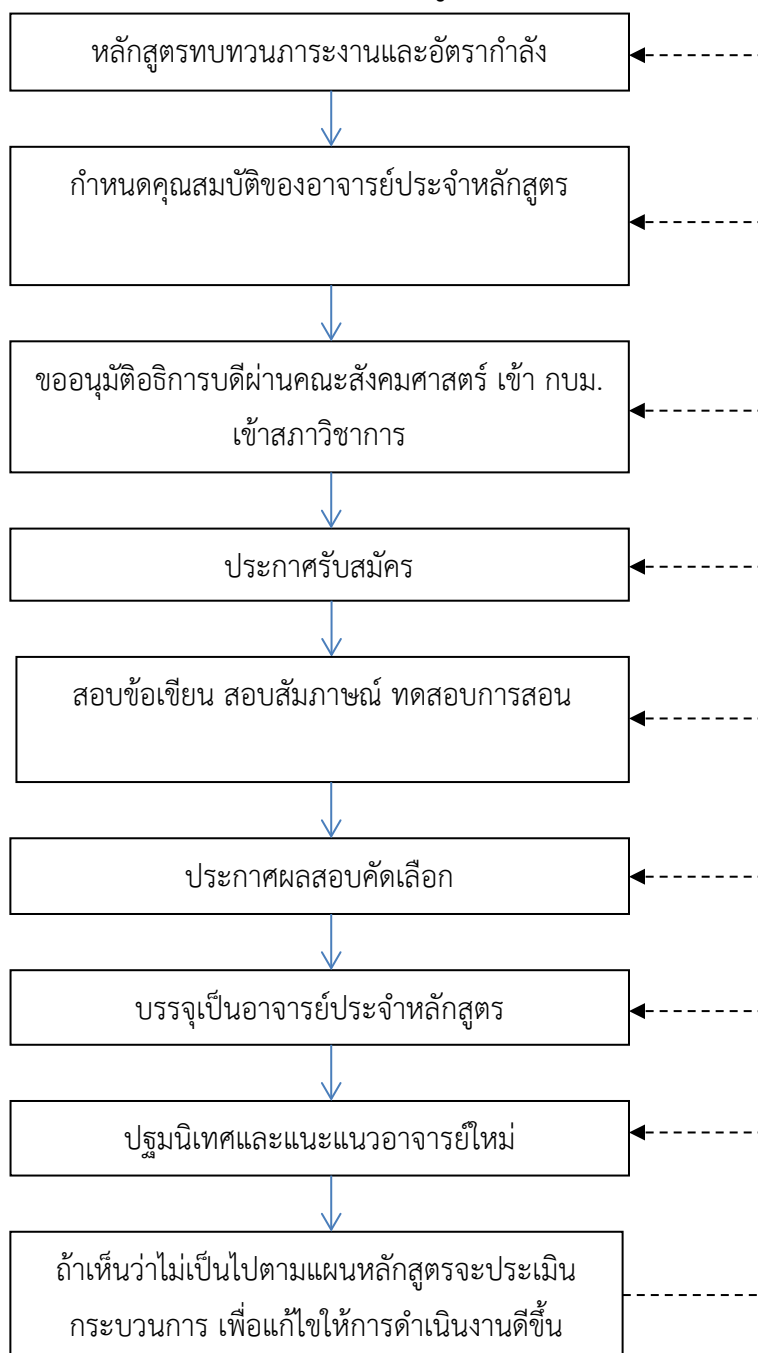 หลักสูตรทบทวนภาระงานและอัตรากำลัง
กำหนดคุณสมบัติของอาจารย์ประจำหลักสูตร
ขออนุมัติอธิการบดีผ่านคณะสังคมศาสตร์ เข้า กบม.
เข้าสภาวิชาการ
ประกาศรับสมัคร
สอบข้อเขียน สอบสัมภาษณ์ ทดสอบการสอน
ประกาศผลสอบคัดเลือก
บรรจุเป็นอาจารย์ประจำหลักสูตร
ปฐมนิเทศและแนะแนวอาจารย์ใหม่
ถ้าเห็นว่าไม่เป็นไปตามแผนหลักสูตรจะประเมิน
กระบวนการ เพื่อแก้ไขให้การดำเนินงานดีขึ้น